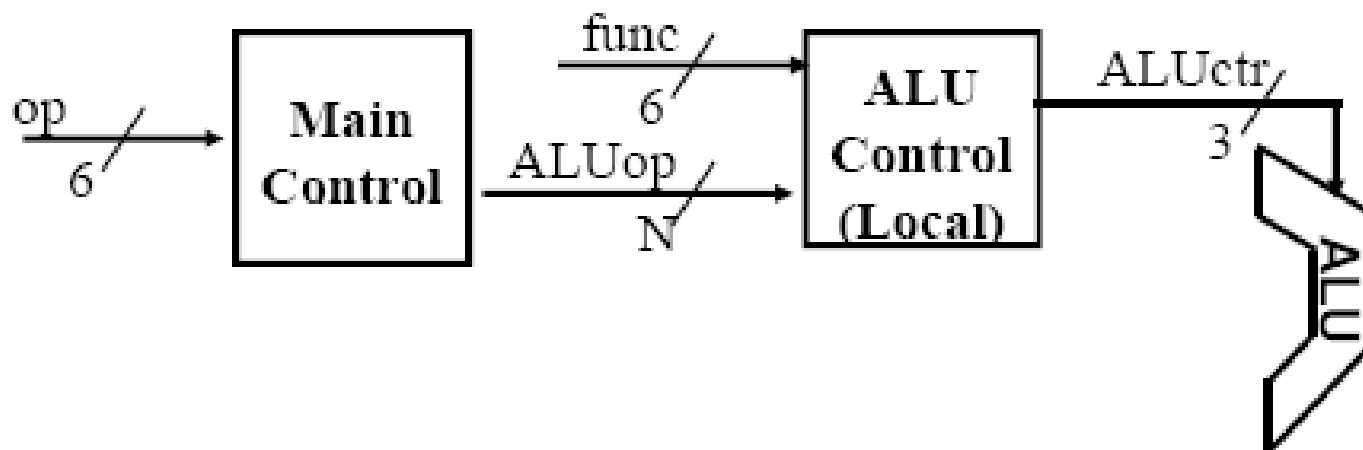 op
6
Main
Control
func
6
ALUop
N
ALU
Control
(Local)
ALUctr
3
ALU